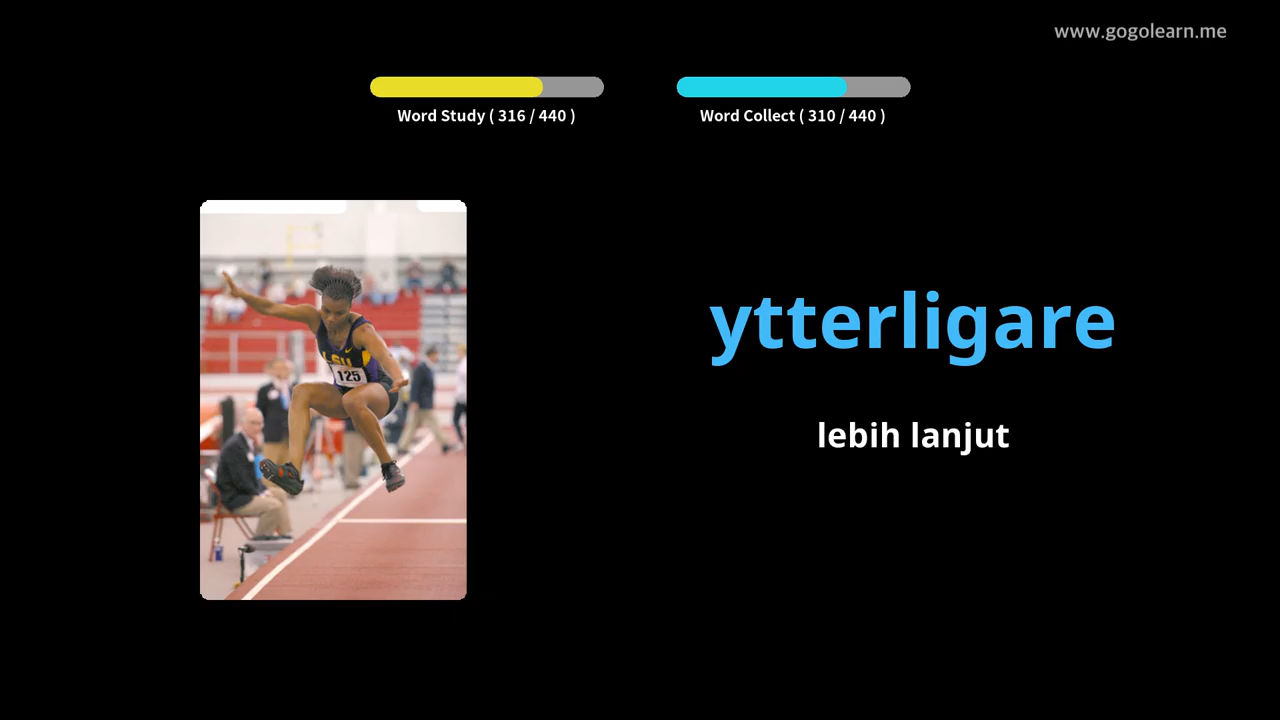 www.gogolearn.me
Word Study ( 316 / 440 )
Word Collect ( 310 / 440 )
ytterligare
lebih lanjut
LSU
125